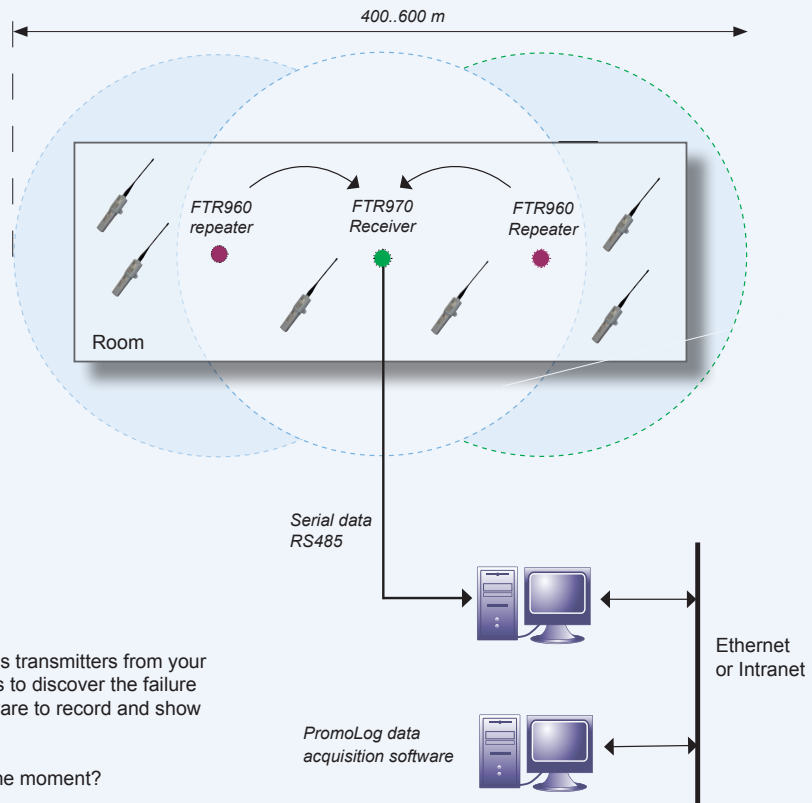 400..600 m
FTR960
repeater
FTR970
Receiver
FTR960
Repeater
Room
Serial data
RS485
Ethernet
or Intranet
s transmitters from your
s to discover the failure
are to record and show
PromoLog data
acquisition software
ne moment?